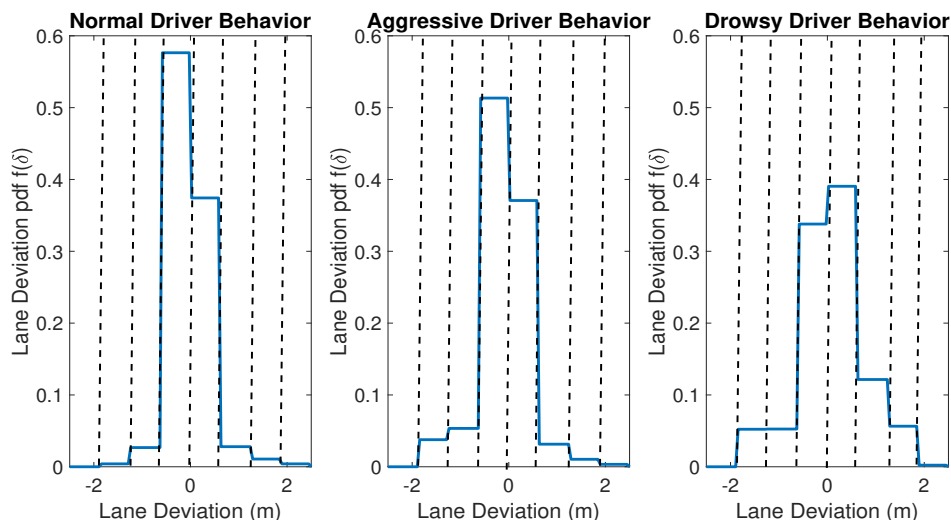 Normal Driver Behavior
Lane Deviation pdf f(δ)
0.6
0.5
0.4
0.3
0.2
0.1
0
-2 0 2
Lane Deviation (m)
Aggressive Driver Behavior
Lane Deviation pdf f(δ)
0.6
0.5
0.4
0.3
0.2
0.1
0
-2 0 2
Lane Deviation (m)
Drowsy Driver Behavior
Lane Deviation pdf f(δ)
0.6
0.5
0.4
0.3
0.2
0.1
0
-2 0 2
Lane Deviation (m)